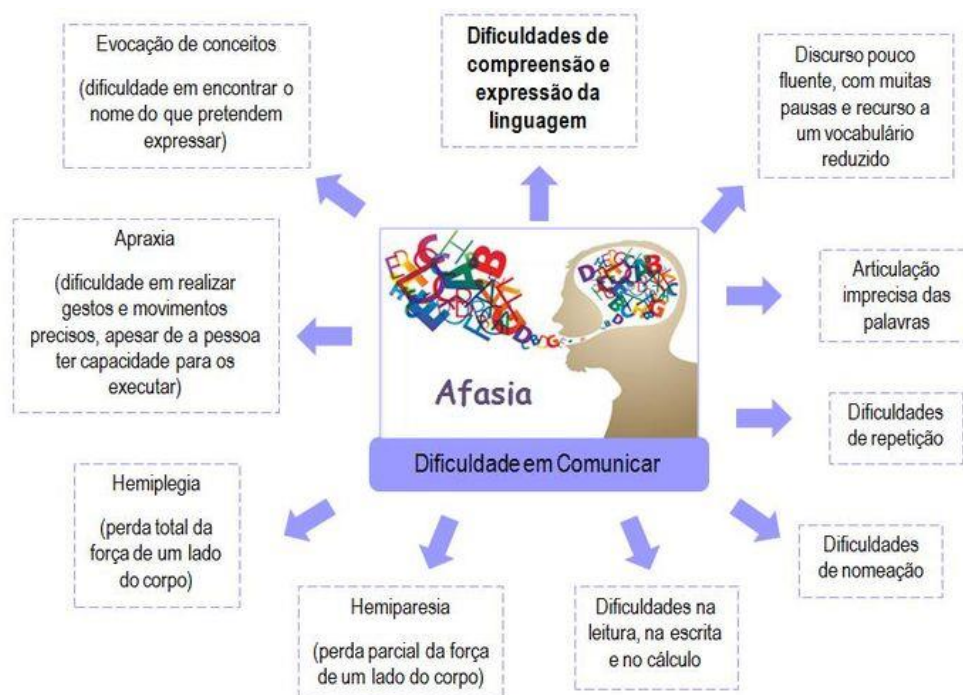 Evocação de conceitos
(dificuldade em encontrar o
nome do que pretendem
expressar)
Dificuldades de
compreensão e
expressão da
linguagem
Discurso pouco
fluente, com muitas
pausas e recurso a
um vocabulário
reduzido
Apraxia
(dificuldade em realizar
gestos e movimentos
precisos, apesar de a pessoa
ter capacidade para os
executar)
Articulação
imprecisa das
palavras
Afasia
Dificuldade em Comunicar
Dificuldades
de repetição
Hemiplegia
(perda total da
força de um lado
do corpo)
Dificuldades
de nomeação
Hemiparesia
(perda parcial da força
de um lado do corpo)
Dificuldades na
leitura, na escrita
e no cálculo